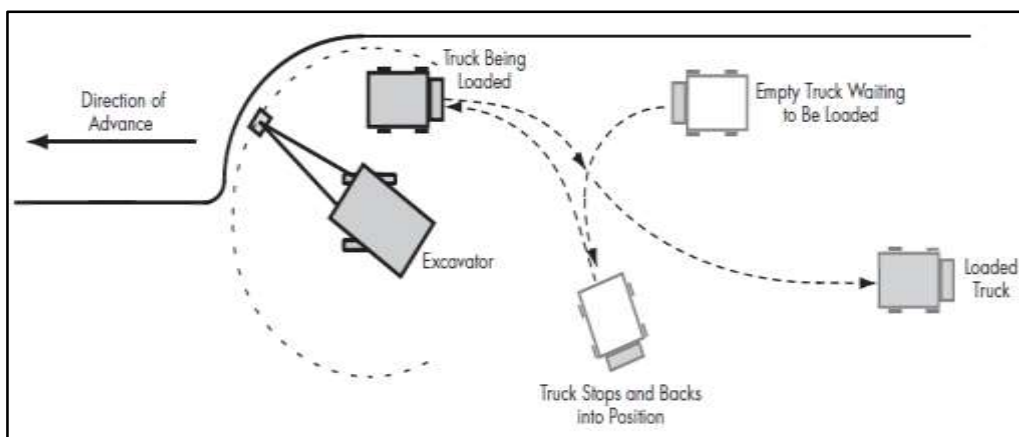 Direction of
Advance
Truck Being
Loaded
Empty Truck Waiting
to Be Loaded
Excavator
Loaded
Truck
Truck Stops and Backs
into Position